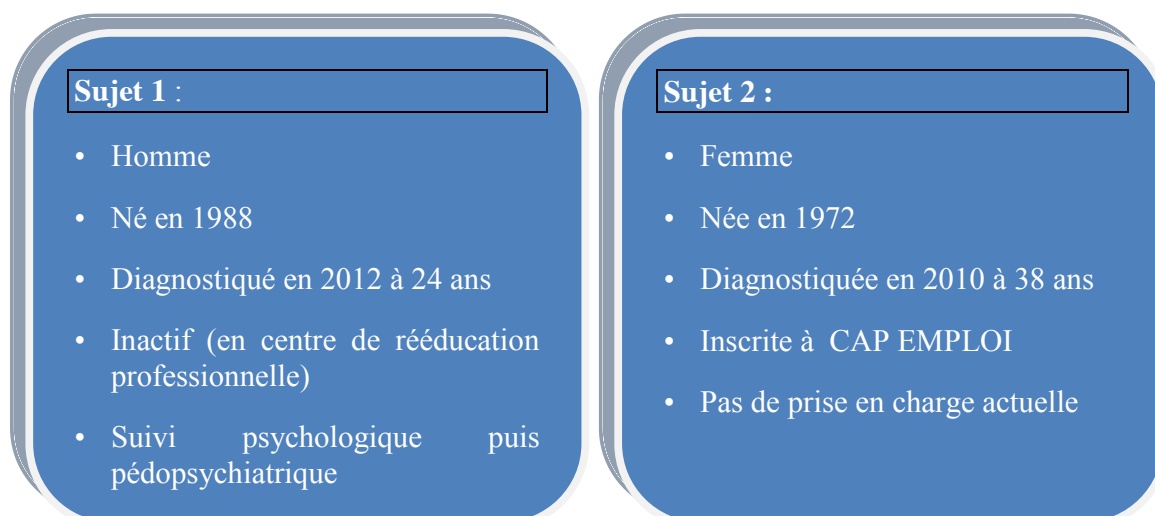 Sujet 1 :
• Homme
• Né en 1988
• Diagnostiqué en 2012 à 24 ans
• Inactif (en centre de rééducation
professionnelle)
• Suivi psychologique puis
pédopsychiatrique
Sujet 2 :
• Femme
• Née en 1972
• Diagnostiquée en 2010 à 38 ans
• Inscrite à CAP EMPLOI
• Pas de prise en charge actuelle